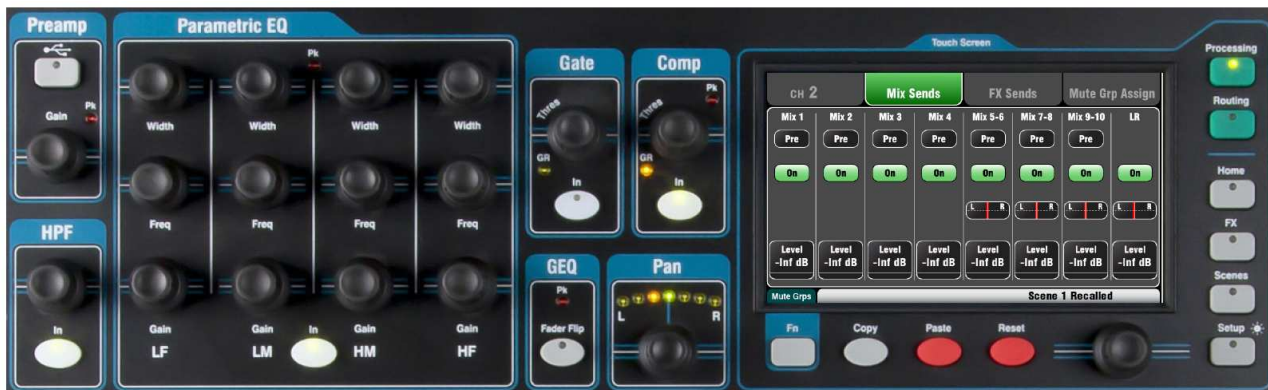 Preamp
Gain
Pk
HPF
In
Parametric EQ
Pk
Width
Width
Width
Width
Freq
Freq
Freq
Freq
Gain
Gain
In
Gain
Gain
LF
LM
HM
HF
Gate
Thres
GR
In
Comp
Thres
Pk
GR
In
GEQ
Pk
Fader Flip
Pan
L
R
Touch Screen
CH 2
Mix Sends
FX Sends
Mute Grp Assign
Mix 1 Mix 2 Mix 3 Mix 4 Mix 5-6 Mix 7-8 Mix 9-10 LR
Pre Pre Pre Pre Pre Pre Pre
On On On On On On On On
L R L R L R L R
Level Level Level Level Level Level Level Level
-Inf dB -Inf dB -Inf dB -Inf dB -Inf dB -Inf dB -Inf dB -Inf dB
Mute Grps
Scene 1 Recalled
Fn
Copy
Paste
Reset
Processing
Routing
Home
FX
Scenes
Setup